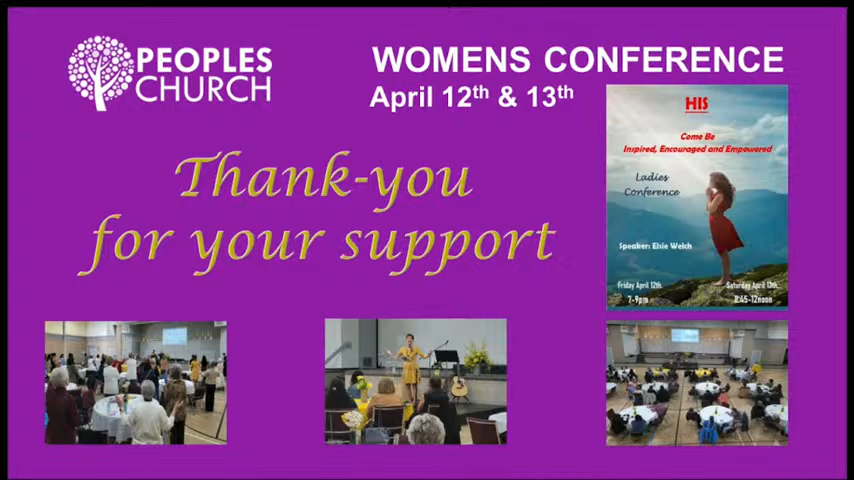 PEOPLES
CHURCH
WOMENS CONFERENCE
April 12th & 13th
Thank-you
for your support
HIS
Come Be
Inspired, Encouraged and Empowered
Ladies
Conference
Speaker: Elsie Welch
Friday April 12th.
7-9pm
Saturday April 13th.
8:45-12noon